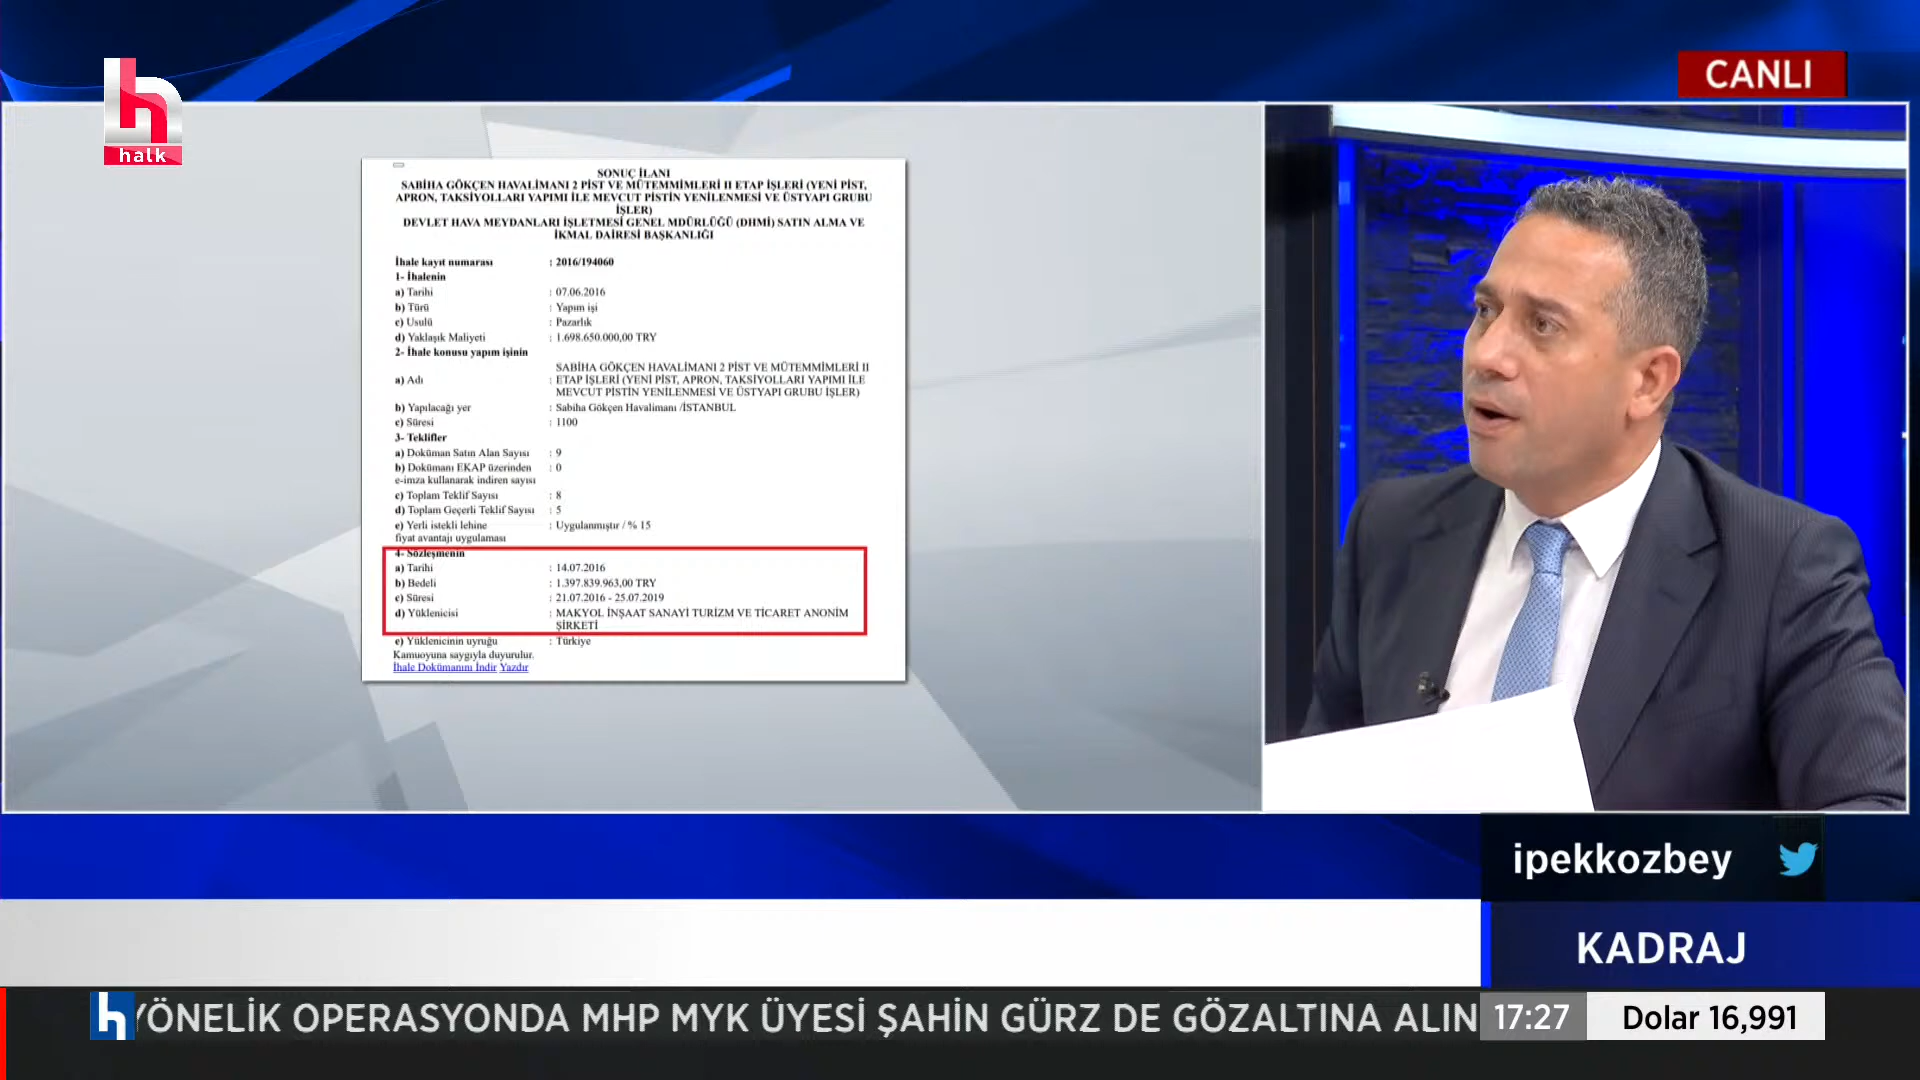 halk
CANLI
SONUÇ İLANI
SABİHA GÖKÇEN HAVALİMANI 2 PİST VE MÜTEMMİMLERİ II ETAP İŞLERİ (YENİ PİST,
APRON, TAKSİYOLLARI YAPIMI İLE MEVCUT PİSTİN YENİLENMESİ VE ÜSTYAPI GRUBU
İŞLER)
DEVLET HAVA MEYDANLARI İŞLETMESİ GENEL MDÜRLÜĞÜ (DHMİ) SATIN ALMA VE
İKMAL DAİRESİ BAŞKANLIĞI
İhale kayıt numarası : 2016/194060
1- İhalenin
a) Tarihi : 07.06.2016
b) Türü : Yapım işi
c) Usulü : Pazarlık
d) Yaklaşık Maliyeti : 1.698.650.000,00 TRY
2- İhale konusu yapım işinin
a) Adı : SABİHA GÖKÇEN HAVALİMANI 2 PİST VE MÜTEMMİMLERİ II
ETAP İŞLERİ (YENİ PİST, APRON, TAKSİYOLLARI YAPIMI İLE
MEVCUT PİSTİN YENİLENMESİ VE ÜSTYAPI GRUBU İŞLER)
b) Yapılacağı yer : Sabiha Gökçen Havalimanı /İSTANBUL
c) Süresi : 1100
3- Teklifler
a) Doküman Satın Alan Sayısı : 9
b) Dokümanı EKAP üzerinden : 0
e-imza kullanarak indiren sayısı
c) Toplam Teklif Sayısı : 8
d) Toplam Geçerli Teklif Sayısı : 5
e) Yerli istekli lehine : Uygulanmıştır / % 15
fiyat avantajı uygulaması
4- Sözleşmenin
a) Tarihi : 14.07.2016
b) Bedeli : 1.397.839.963,00 TRY
c) Süresi : 21.07.2016 - 25.07.2019
d) Yüklenicisi : MAKYOL İNŞAAT SANAYİ TURİZM VE TİCARET ANONİM
ŞİRKETİ
e) Yüklenicinin uyruğu : Türkiye
Kamuoyuna saygıyla duyurulur.
İhale Dokümanını İndir Yazdır
ipekkozbey
KADRAJ
YÖNELİK OPERASYONDA MHP MYK ÜYESİ ŞAHİN GÜRZ DE GÖZALTINA ALIN
17:27
Dolar 16,991